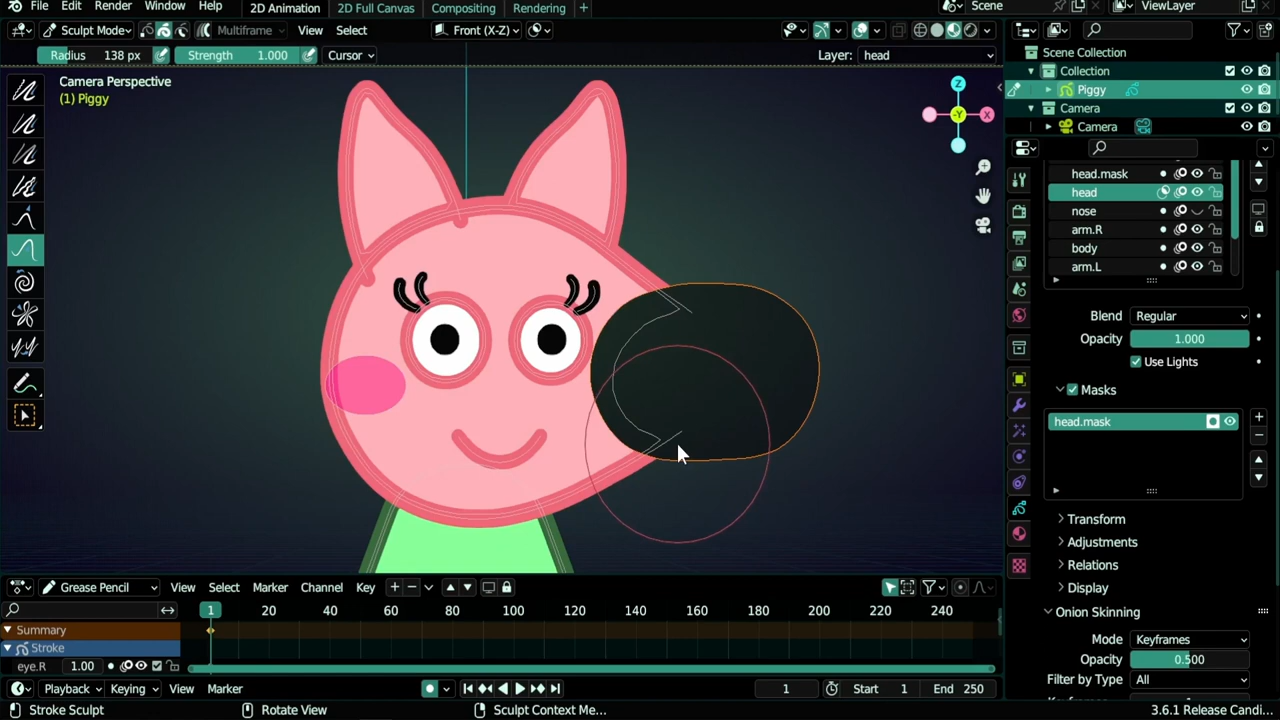 File Edit Render Window Help 2D Animation 2D Full Canvas Compositing Rendering + Scene ViewLayer
Sculpt Mode Multiframe View Select Front (X-Z)
Radius 138 px Strength 1.000 Cursor Layer: head
Camera Perspective
(1) Piggy
Z
-Y X
Scene Collection
Collection
Piggy
Camera
Camera
head.mask
head
nose
arm.R
body
arm.L
Blend Regular
Opacity 1.000
Use Lights
Masks
head.mask
Transform
Adjustments
Relations
Display
Onion Skinning
Mode Keyframes
Opacity 0.500
Filter by Type All
Grease Pencil View Select Marker Channel Key
1 20 40 60 80 100 120 140 160 180 200 220 240
Summary
Stroke
eye.R 1.00
Playback Keying View Marker 1 Start 1 End 250
Stroke Sculpt Rotate View Sculpt Context Me... 3.6.1 Release Candi...